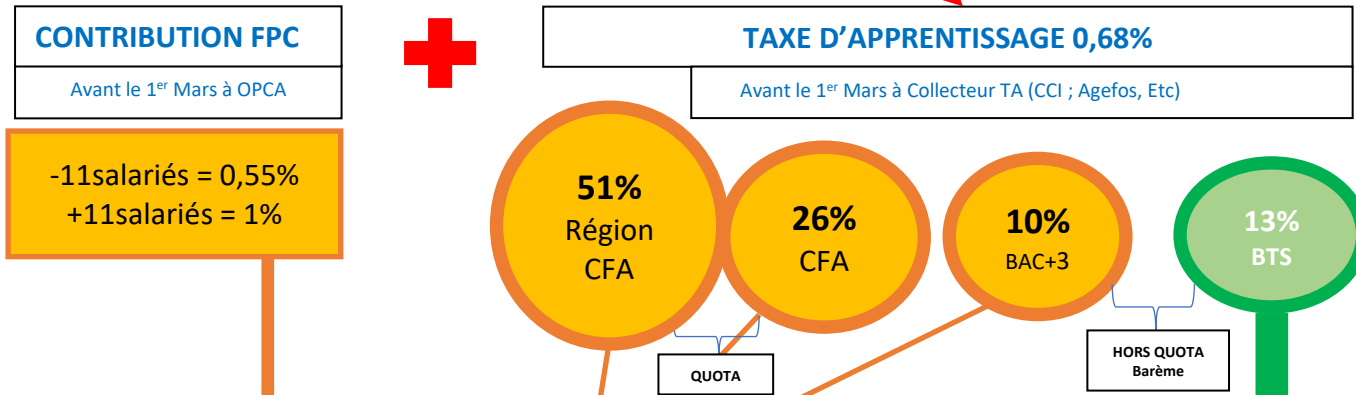 CONTRIBUTION FPC
Avant le 1er Mars à OPCA
-11salariés = 0,55%
+11salariés = 1%
TAXE D’APPRENTISSAGE 0,68%
Avant le 1er Mars à Collecteur TA (CCI ; Agefos, Etc)
51%
Région
CFA
26%
CFA
10%
BAC+3
13%
BTS
QUOTA
HORS QUOTA
Barème